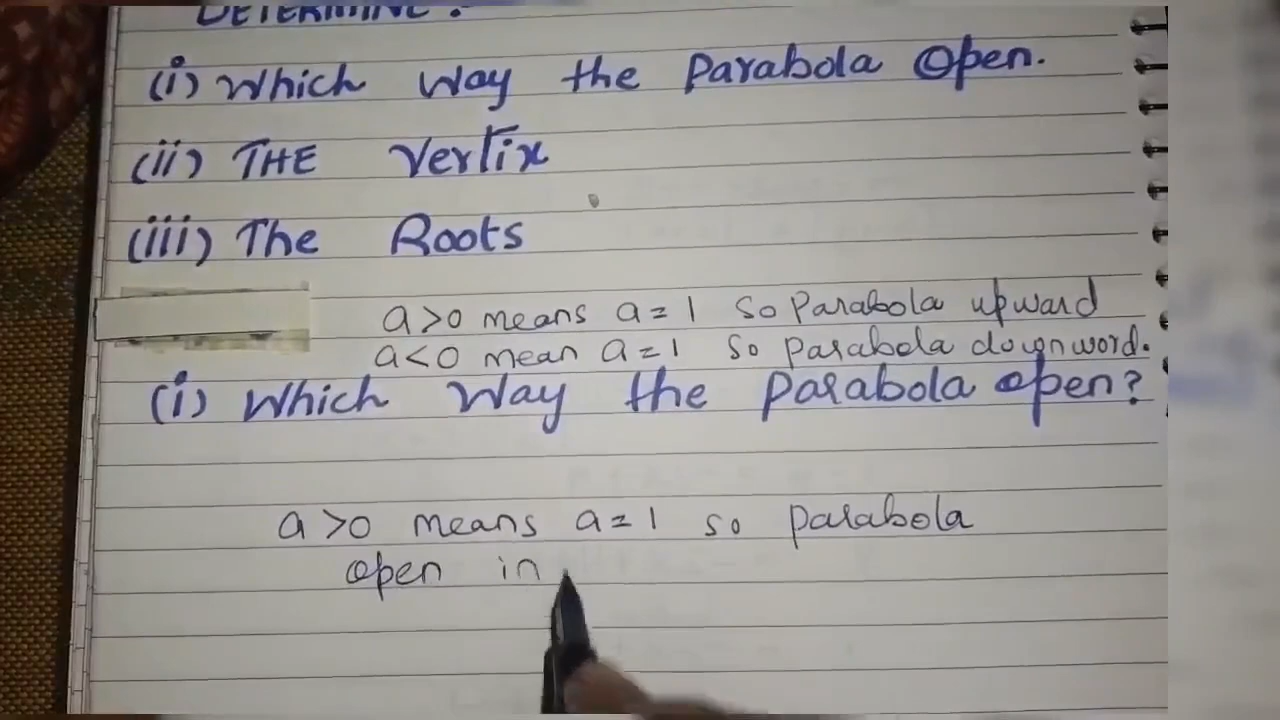 DETERMINE :
(i) Which Way the Parabola Open.
(ii) THE Vertix
(iii) The Roots
a>0 means a=1 so Parabola upward
a<0 mean a=1 so parabola downword.
(i) Which Way the parabola open?
a>0 means a=1 so parabola
open in